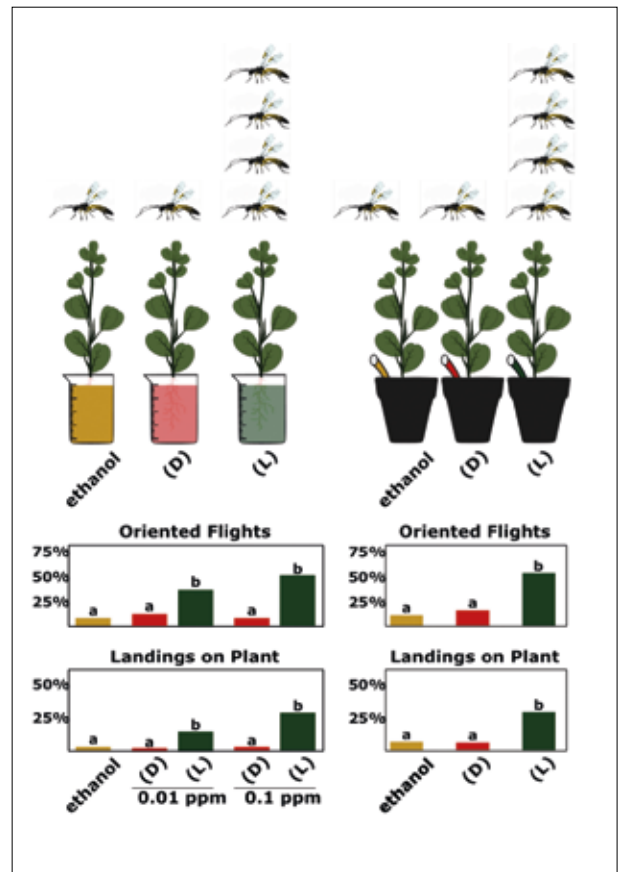 ethanol (D) (L)
ethanol (D) (L)
Oriented Flights
75%
50%
25%
a a b a b
Landings on Plant
50%
25%
a a b a b
ethanol (D) (L) (D) (L)
0.01 ppm 0.1 ppm
Oriented Flights
75%
50%
25%
a a b
Landings on Plant
50%
25%
a a b
ethanol (D) (L)